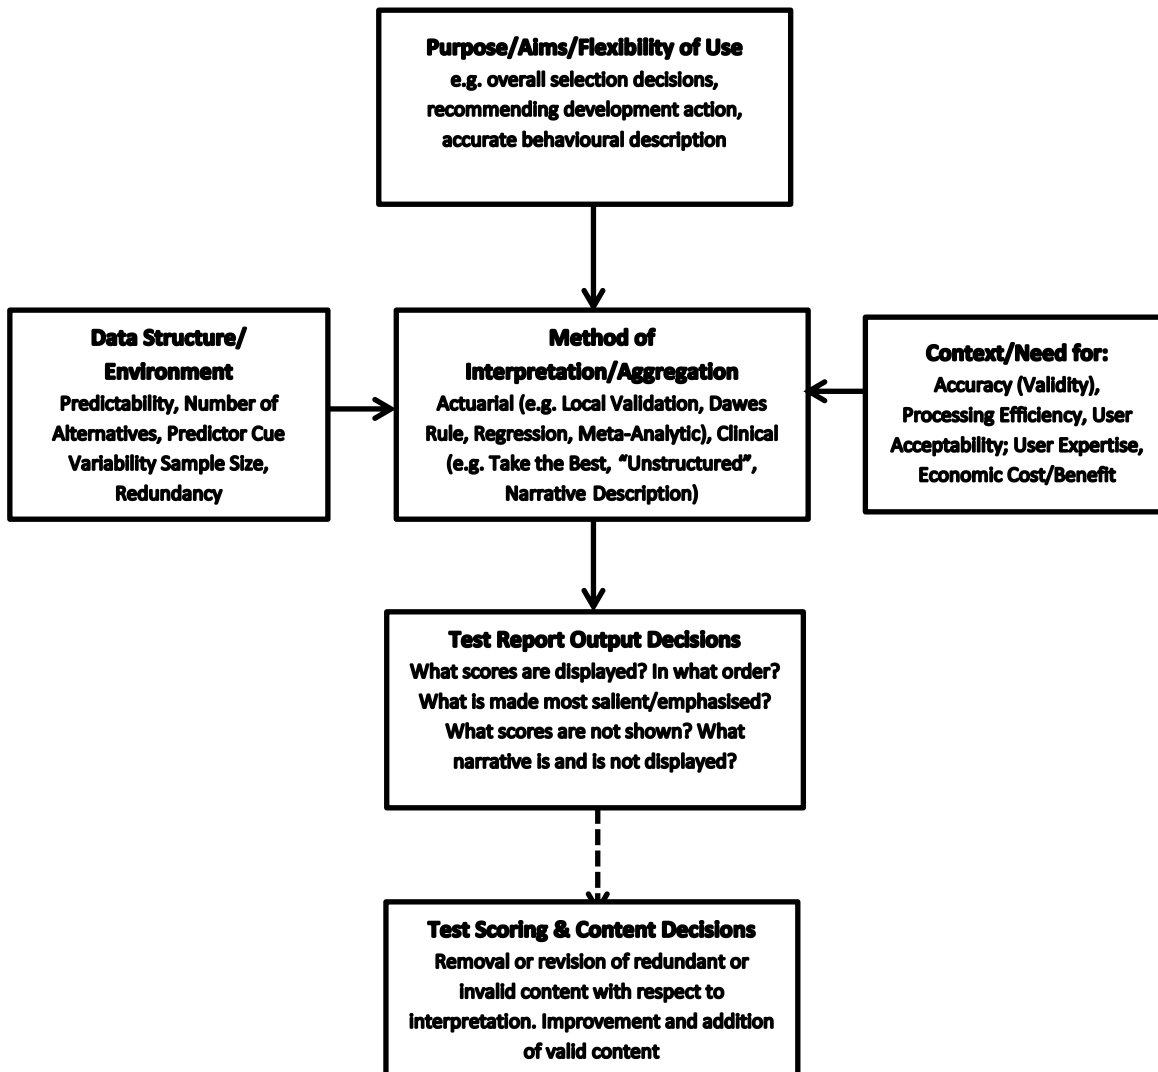 Purpose/Aims/Flexibility of Use
e.g. overall selection decisions,
recommending development action,
accurate behavioural description
Data Structure/
Environment
Predictability, Number of
Alternatives, Predictor Cue
Variability Sample Size,
Redundancy
Method of
Interpretation/Aggregation
Actuarial (e.g. Local Validation, Dawes
Rule, Regression, Meta-Analytic), Clinical
(e.g. Take the Best, “Unstructured”,
Narrative Description)
Context/Need for:
Accuracy (Validity),
Processing Efficiency, User
Acceptability; User Expertise,
Economic Cost/Benefit
Test Report Output Decisions
What scores are displayed? In what order?
What is made most salient/emphasised?
What scores are not shown? What
narrative is and is not displayed?
Test Scoring & Content Decisions
Removal or revision of redundant or
invalid content with respect to
interpretation. Improvement and addition
of valid content